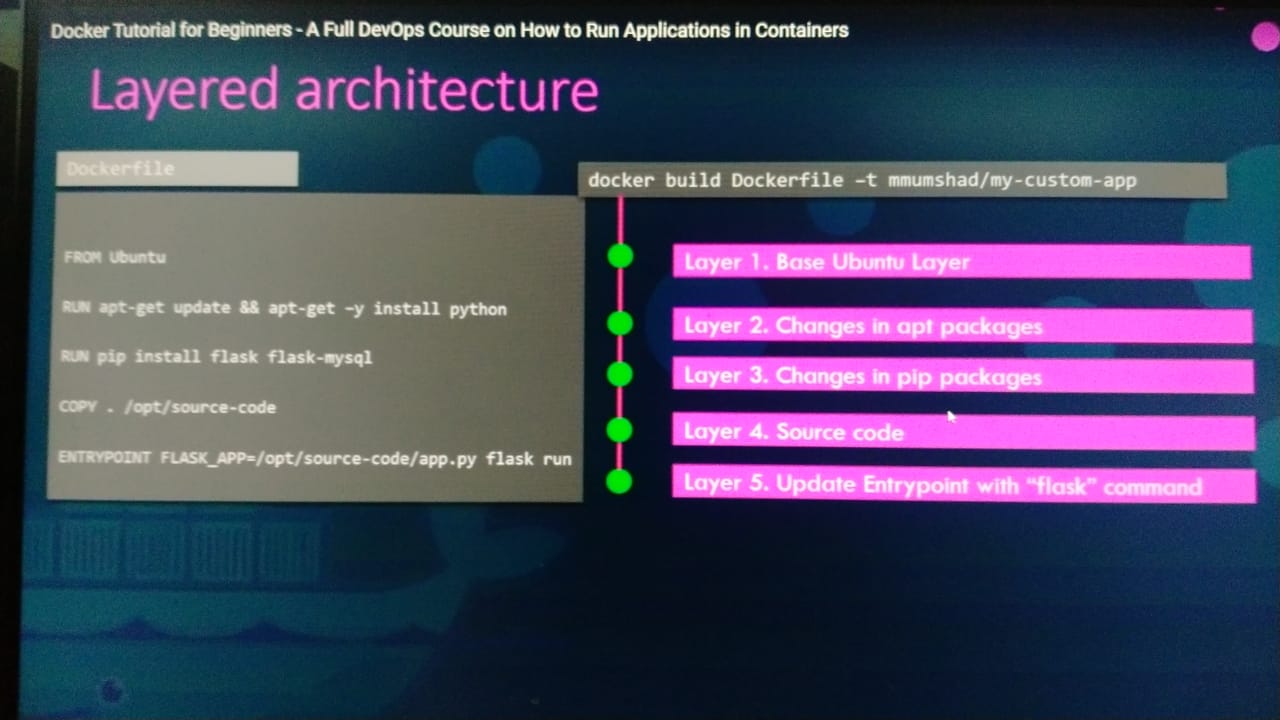 Docker Tutorial for Beginners - A Full DevOps Course on How to Run Applications in Containers
Layered architecture
Dockerfile
FROM Ubuntu
RUN apt-get update && apt-get –y install python
RUN pip install flask flask-mysql
COPY . /opt/source-code
ENTRYPOINT FLASK_APP=/opt/source-code/app.py flask run
docker build Dockerfile –t mmumshad/my-custom-app
Layer 1. Base Ubuntu Layer
Layer 2. Changes in apt packages
Layer 3. Changes in pip packages
Layer 4. Source code
Layer 5. Update Entrypoint with “flask” command